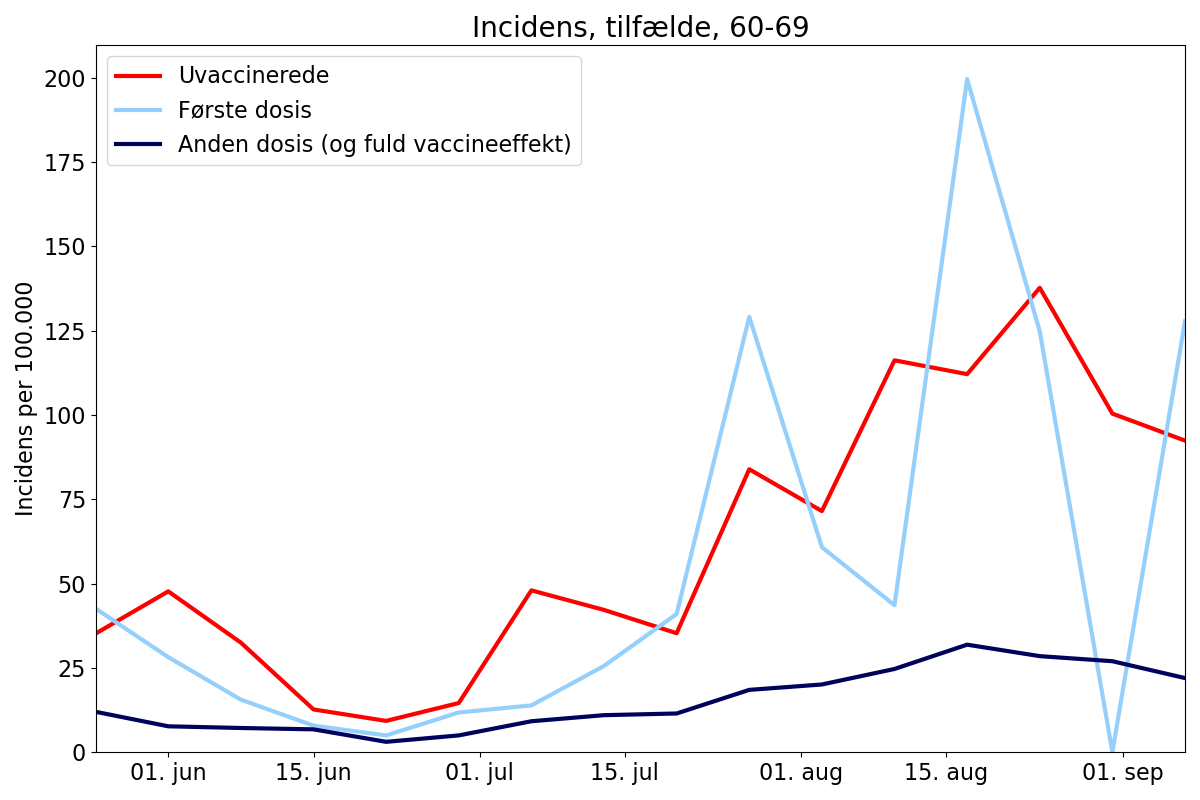 Incidens, tilfælde, 60-69
Uvaccinerede
Første dosis
Anden dosis (og fuld vaccineeffekt)
Incidens per 100.000
200
175
150
125
100
75
50
25
0
01. jun
15. jun
01. jul
15. jul
01. aug
15. aug
01. sep